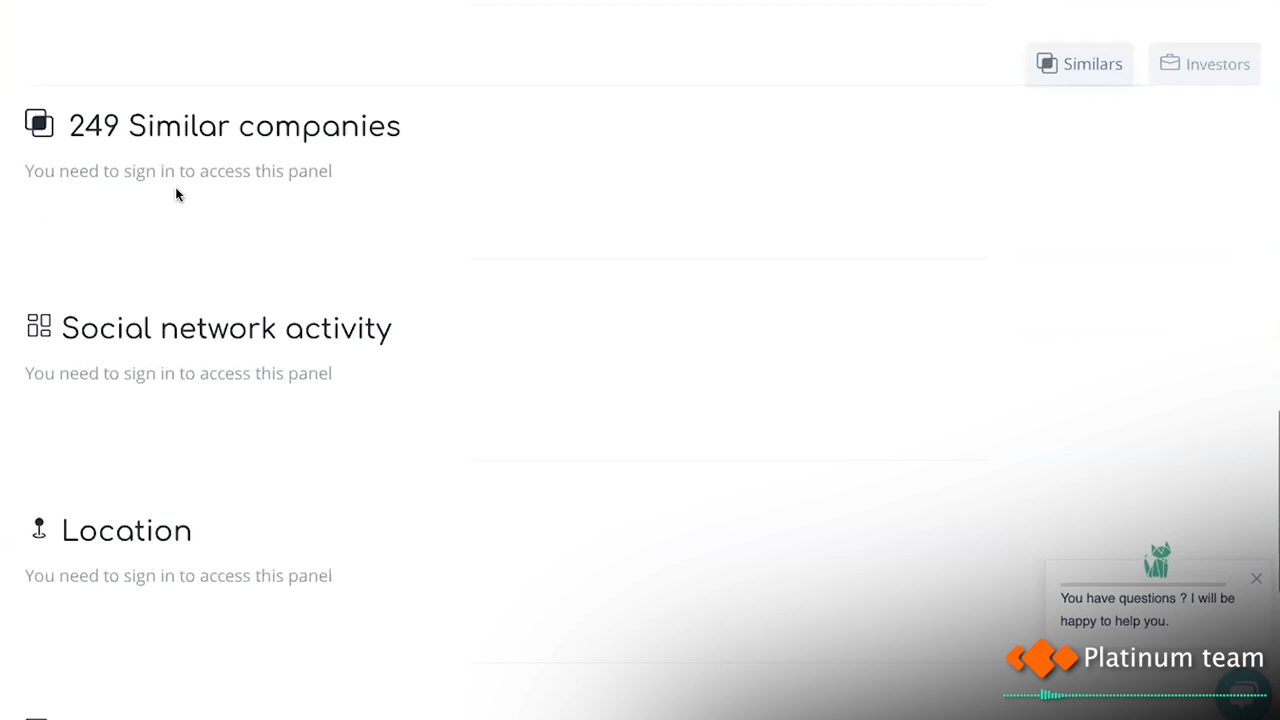 Similars
Investors
249 Similar companies
You need to sign in to access this panel
Social network activity
You need to sign in to access this panel
Location
You need to sign in to access this panel
You have questions ? I will be
happy to help you.
Platinum team